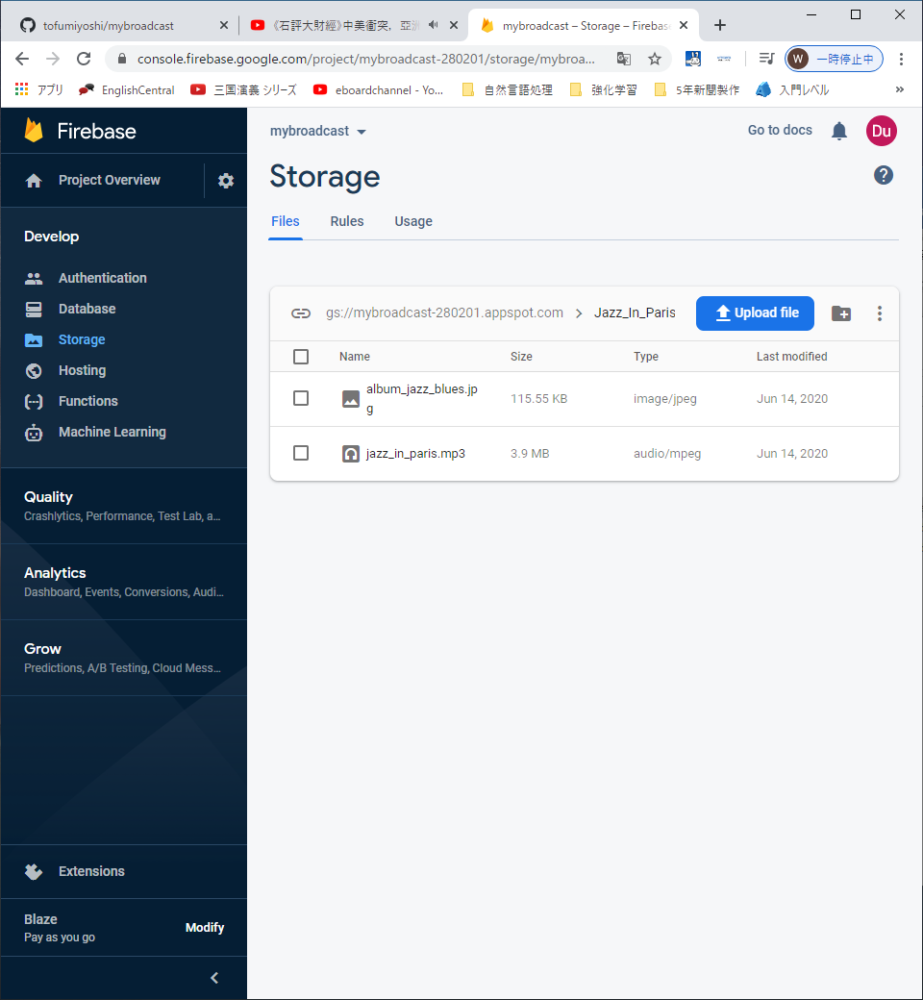 tofumiyoshi/mybroadcast
《石評大財經》中美衝突，亞洲
mybroadcast – Storage – Firebase
console.firebase.google.com/project/mybroadcast-280201/storage/mybroa...
W 一時停止中
アプリ
EnglishCentral
三国演義 シリーズ
eboardchannel - Yo...
自然言語処理
強化学習
5年新聞製作
入門レベル
»
Firebase
mybroadcast
Go to docs
Du
Project Overview
Storage
?
Files
Rules
Usage
Develop
Authentication
Database
Storage
Hosting
Functions
Machine Learning
gs://mybroadcast-280201.appspot.com > Jazz_In_Paris
Upload file
Name Size Type Last modified
album_jazz_blues.jp
g
115.55 KB image/jpeg Jun 14, 2020
jazz_in_paris.mp3 3.9 MB audio/mpeg Jun 14, 2020
Quality
Crashlytics, Performance, Test Lab, a...
Analytics
Dashboard, Events, Conversions, Audi...
Grow
Predictions, A/B Testing, Cloud Mess...
Extensions
Blaze
Pay as you go
Modify